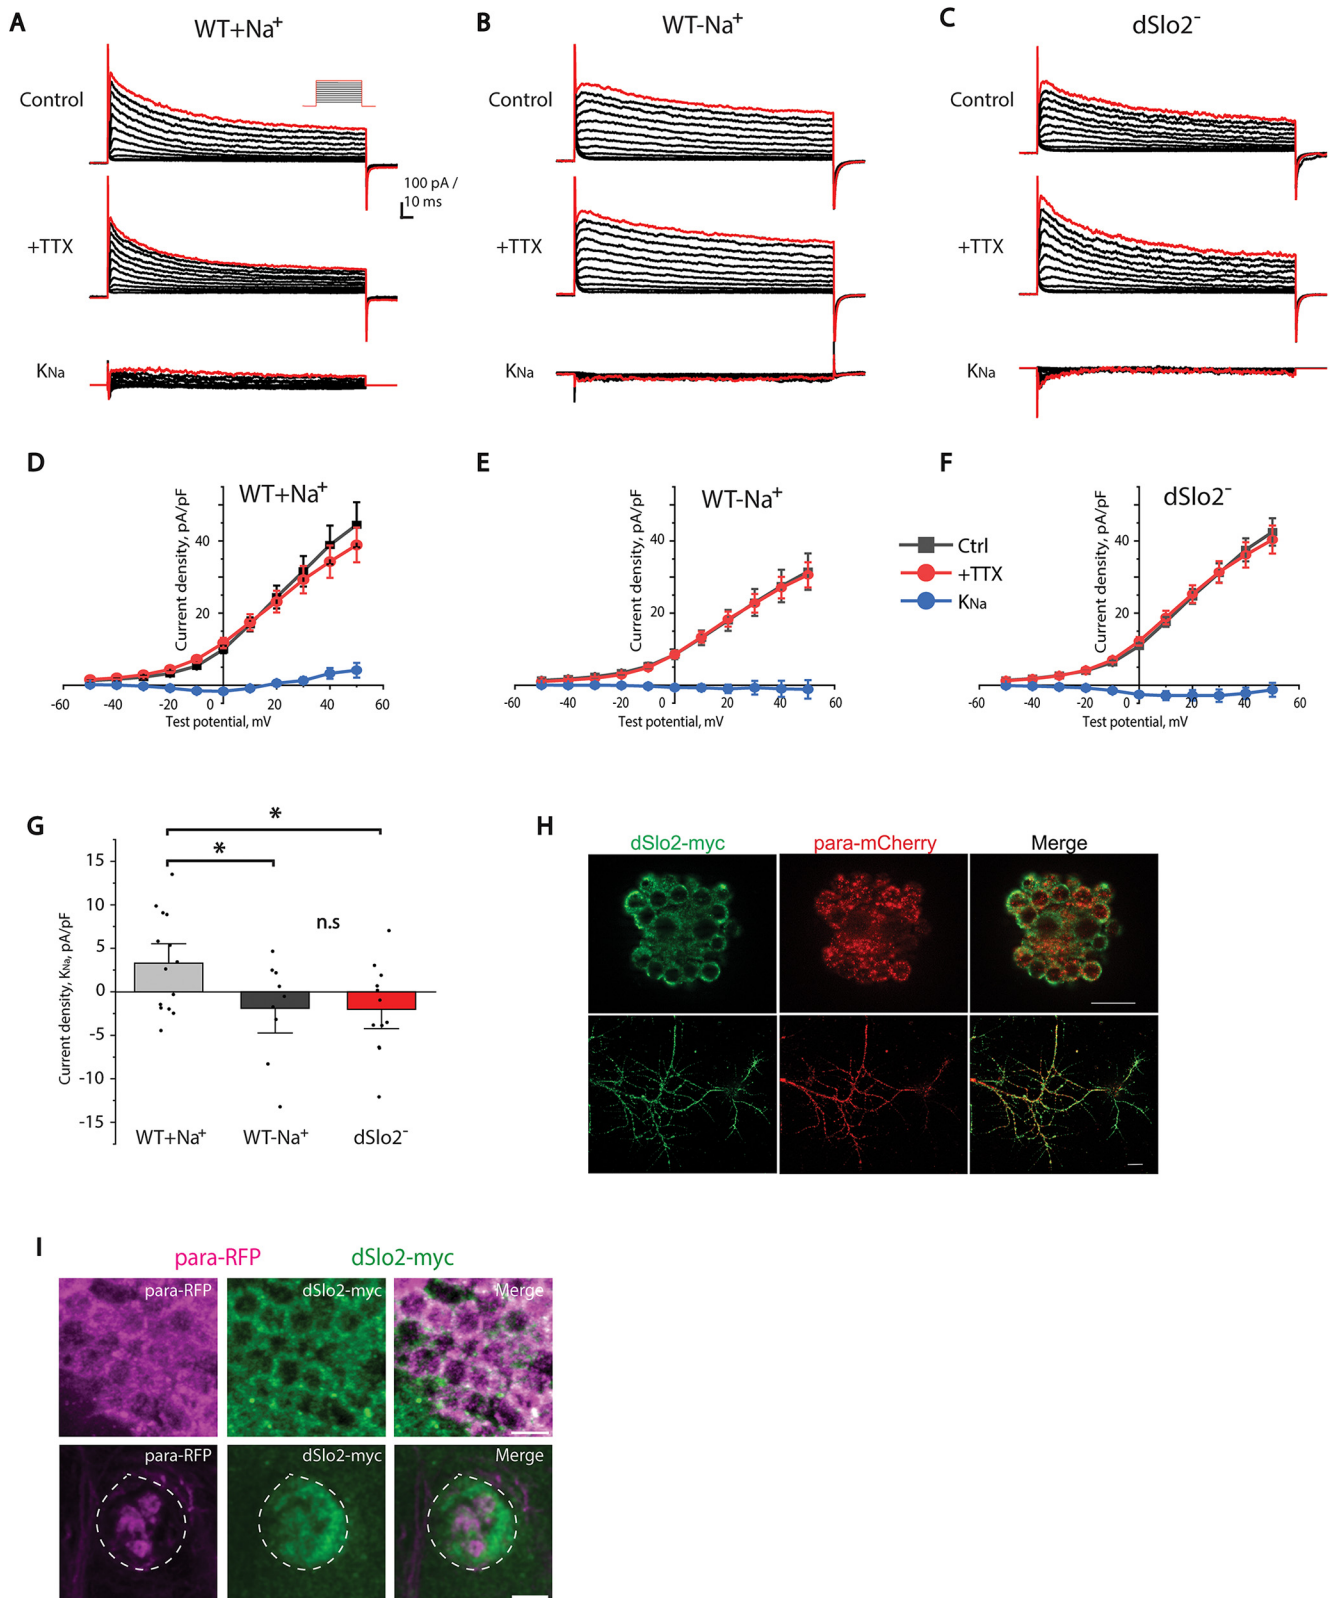 A
WT+Na⁺
B
WT-Na⁺
C
dSlo2⁻
Control
Control
Control
100 pA /
10 ms
+TTX
+TTX
+TTX
KNa
KNa
KNa
D
WT+Na⁺
Current density, pA/pF
40
20
-60
-40
-20
0
20
40
60
Test potential, mV
E
WT-Na⁺
Current density, pA/pF
40
20
-60
-40
-20
0
20
40
60
Test potential, mV
Ctrl
+TTX
KNa
F
dSlo2⁻
Current density, pA/pF
40
20
-60
-40
-20
0
20
40
60
Test potential, mV
G
*
*
n.s
Current density, KNa, pA/pF
15
10
5
0
-5
-10
-15
WT+Na⁺
WT-Na⁺
dSlo2⁻
H
dSlo2-myc
para-mCherry
Merge
I
para-RFP
dSlo2-myc
para-RFP
dSlo2-myc
Merge
para-RFP
dSlo2-myc
Merge